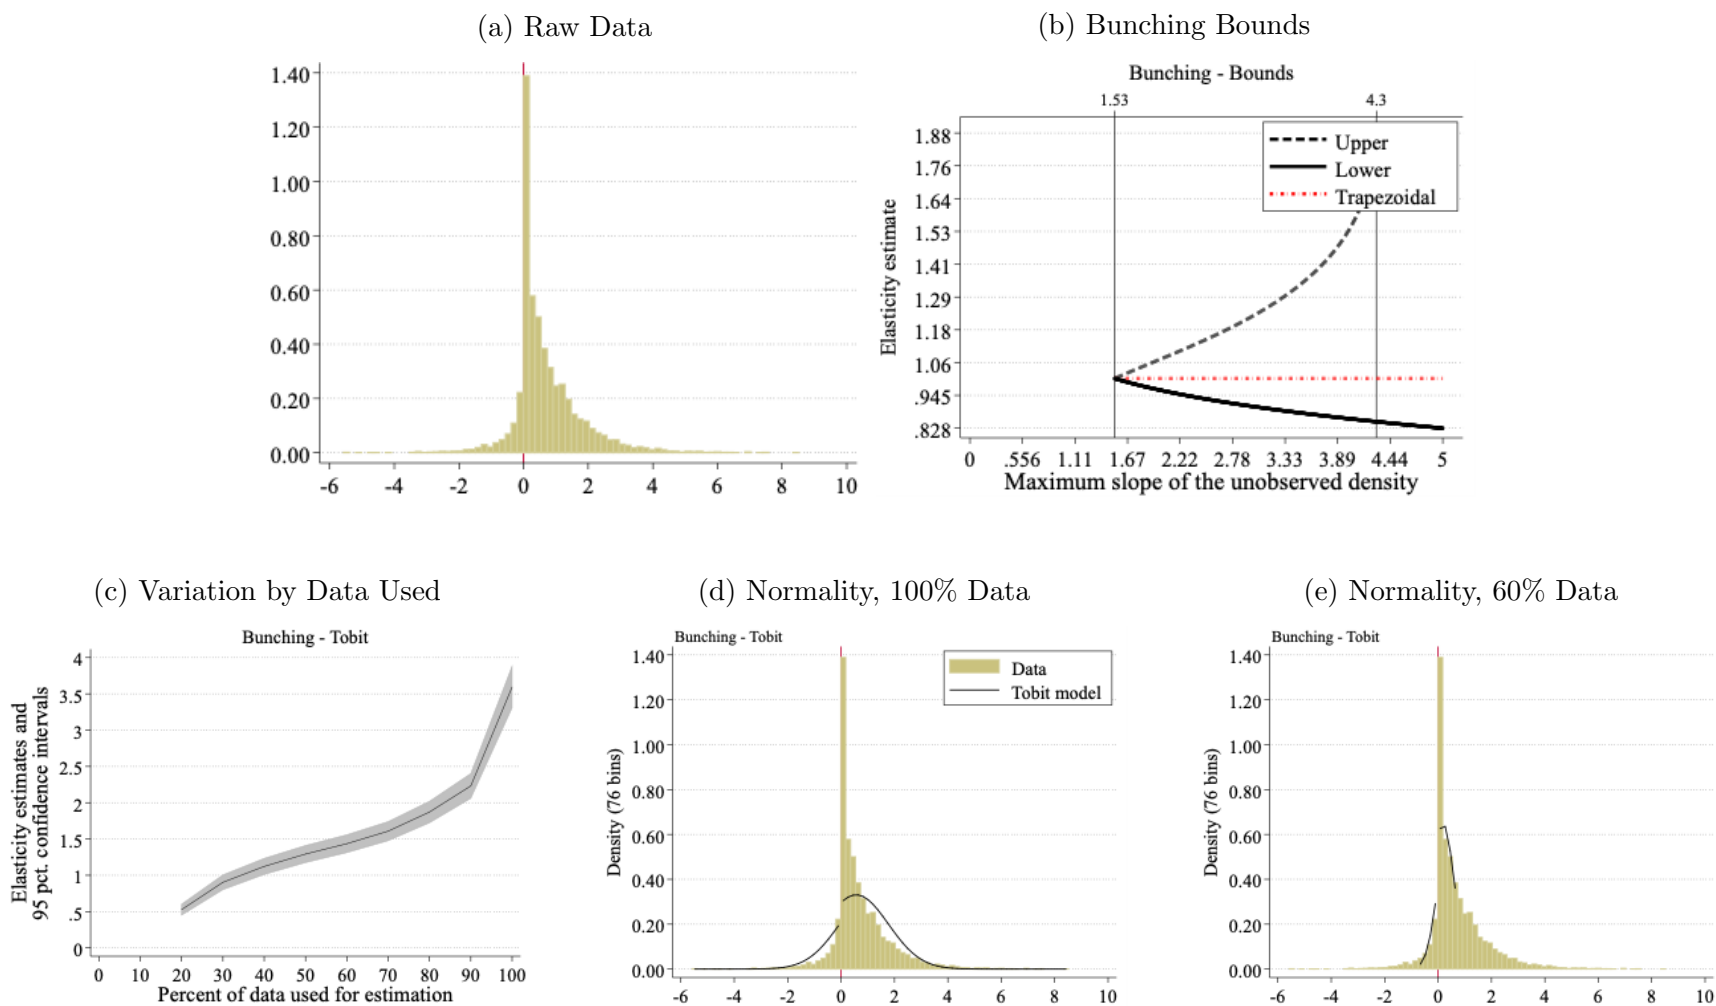 (a) Raw Data
1.40
1.20
1.00
0.80
0.60
0.40
0.20
0.00
-6 -4 -2 0 2 4 6 8 10
(b) Bunching Bounds
Bunching - Bounds
1.53 4.3
Upper
Lower
Trapezoidal
Elasticity estimate
1.88
1.76
1.64
1.53
1.41
1.29
1.18
1.06
.945
.828
0 .556 1.11 1.67 2.22 2.78 3.33 3.89 4.44 5
Maximum slope of the unobserved density
(c) Variation by Data Used
Bunching - Tobit
Elasticity estimates and
95 pct. confidence intervals
4
3.5
3
2.5
2
1.5
1
.5
0
0 10 20 30 40 50 60 70 80 90 100
Percent of data used for estimation
(d) Normality, 100% Data
Bunching - Tobit
Data
Tobit model
Density (76 bins)
1.40
1.20
1.00
0.80
0.60
0.40
0.20
0.00
-6 -4 -2 0 2 4 6 8 10
(e) Normality, 60% Data
Bunching - Tobit
Density (76 bins)
1.40
1.20
1.00
0.80
0.60
0.40
0.20
0.00
-6 -4 -2 0 2 4 6 8 10